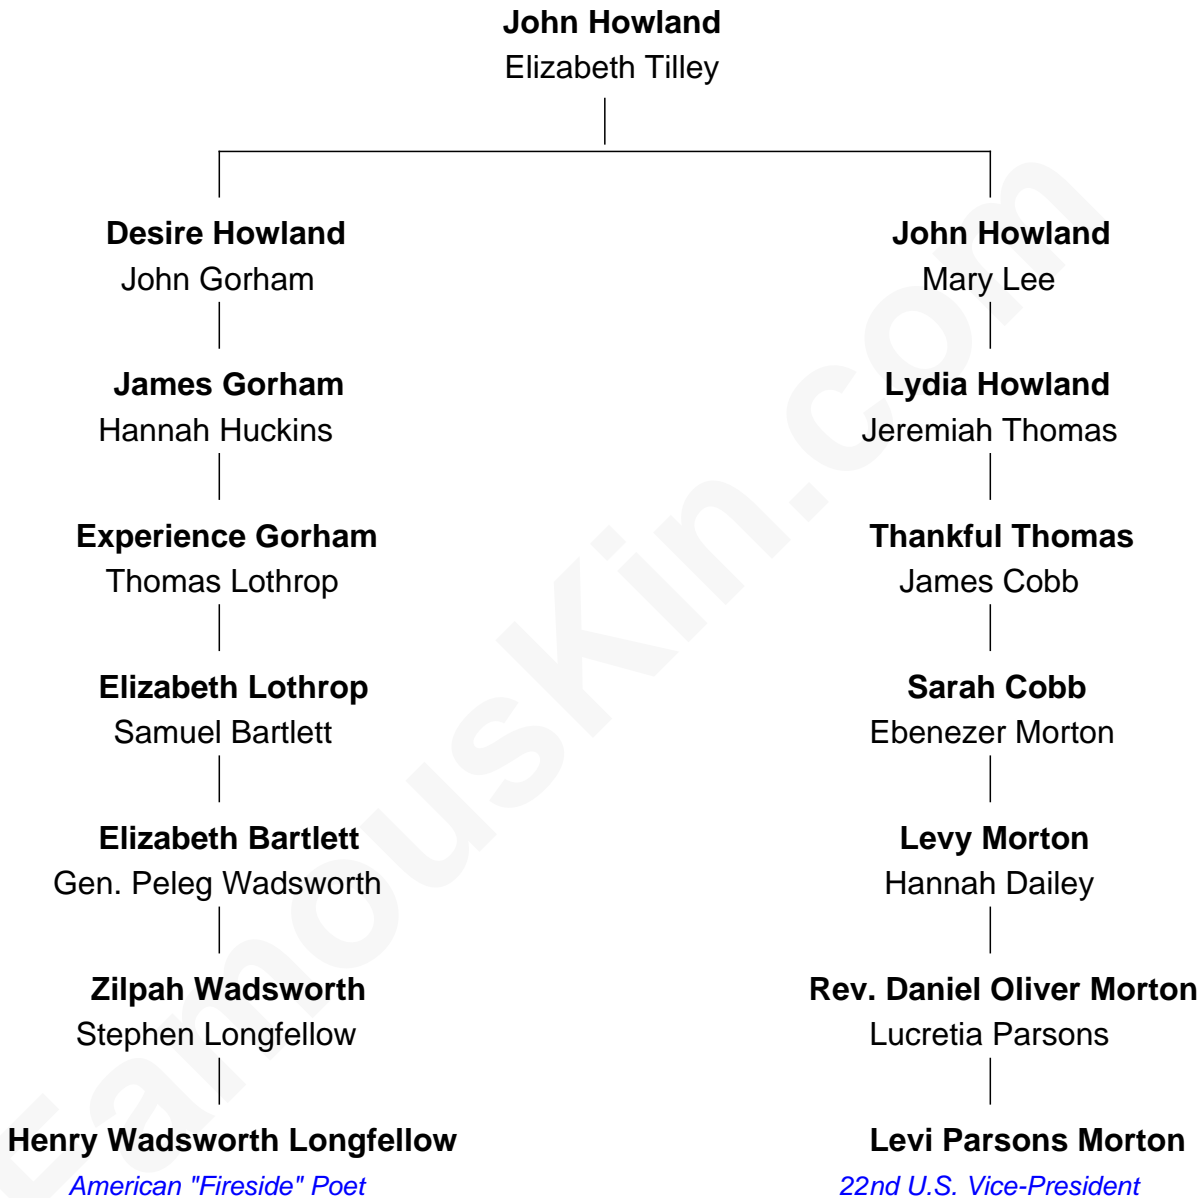 John Howland
Elizabeth Tilley
Desire Howland
John Gorham
John Howland
Mary Lee
James Gorham
Hannah Huckins
Lydia Howland
Jeremiah Thomas
Experience Gorham
Thomas Lothrop
Thankful Thomas
James Cobb
Elizabeth Lothrop
Samuel Bartlett
Sarah Cobb
Ebenezer Morton
Elizabeth Bartlett
Gen. Peleg Wadsworth
Levy Morton
Hannah Dailey
Zilpah Wadsworth
Stephen Longfellow
Rev. Daniel Oliver Morton
Lucretia Parsons
Henry Wadsworth Longfellow
American "Fireside" Poet
Levi Parsons Morton
22nd U.S. Vice-President
FamousKin.com